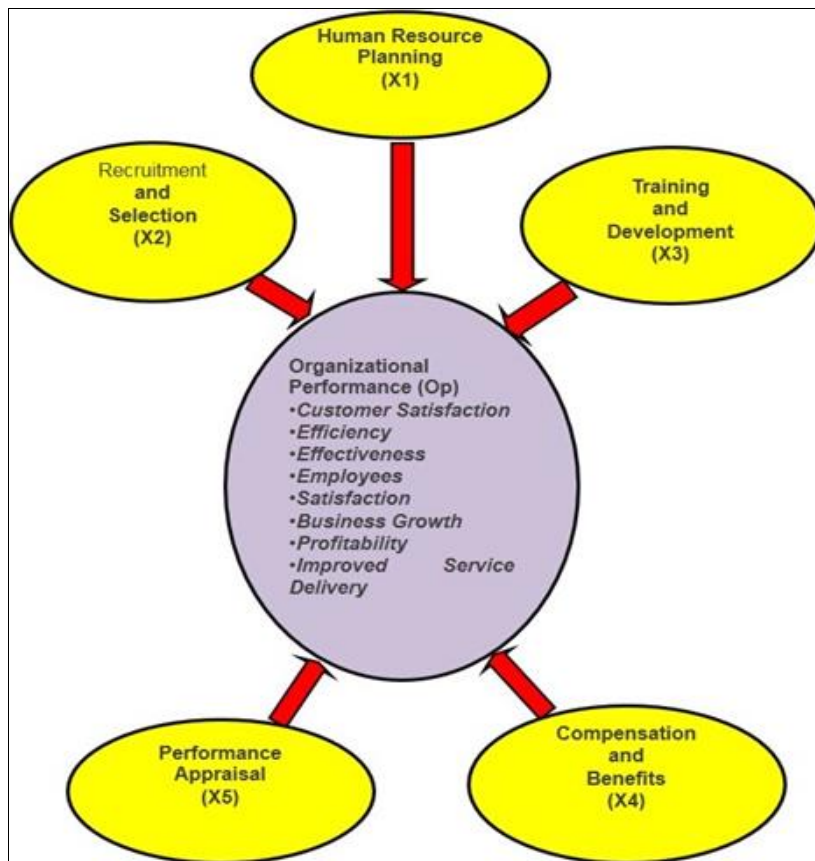 Human Resource
Planning
(X1)
Recruitment
and
Selection
(X2)
Training
and
Development
(X3)
Organizational
Performance (Op)
•Customer Satisfaction
•Efficiency
•Effectiveness
•Employees
•Satisfaction
•Business Growth
•Profitability
•Improved Service
Delivery
Performance
Appraisal
(X5)
Compensation
and
Benefits
(X4)